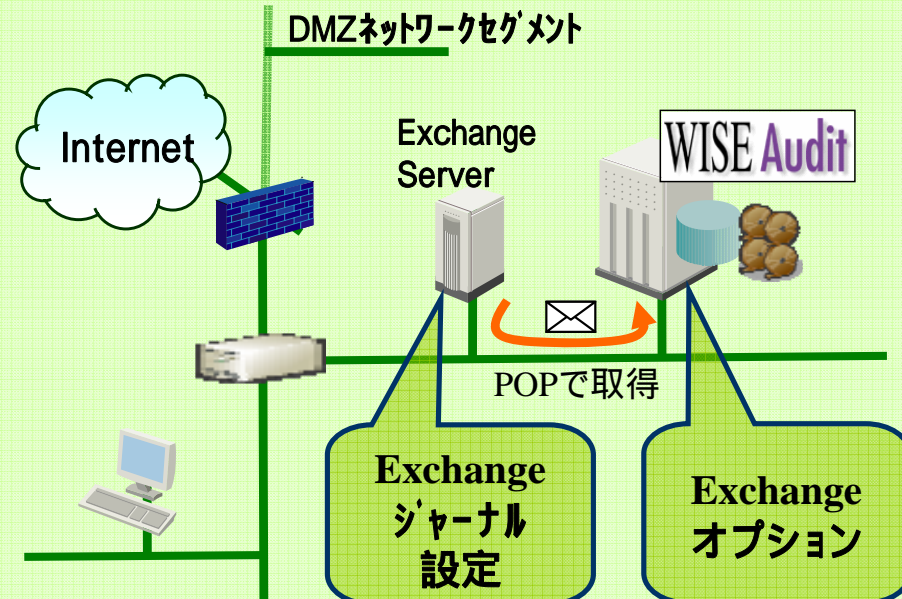 DMZネットワークセグメント
Internet
Exchange
Server
WISE Audit
POPで取得
Exchange
ジャーナル
設定
Exchange
オプション